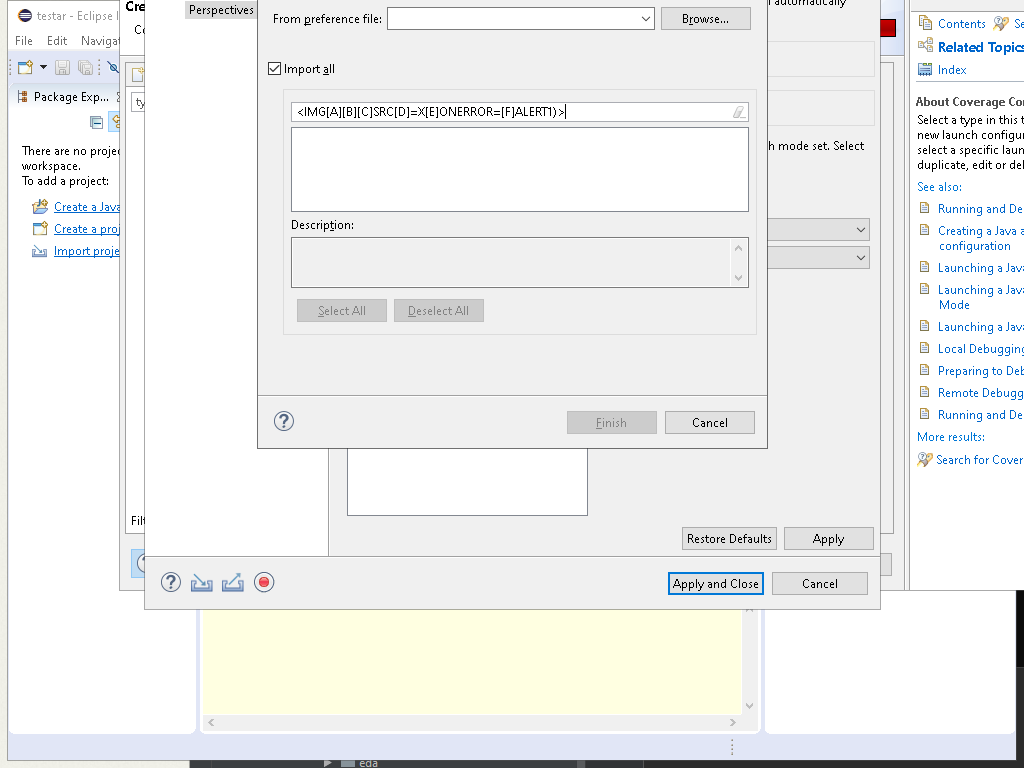 testar - Eclipse
File Edit Navigat
Package Exp...
There are no projec
workspace.
To add a project:
Create a Java
Create a proj
Import proje
Cre
ty
Perspectives
From preference file:
Browse...
Import all
<IMG[A][B][C]SRC[D]=X[E]ONERROR=[F]ALERT1)>
Description:
Select All
Deselect All
Finish
Cancel
automatically
h mode set. Select
Restore Defaults
Apply
Apply and Close
Cancel
Filt
Contents
Se
Related Topics
Index
About Coverage Co
Select a type in this t
new launch configur
select a specific laun
duplicate, edit or del
See also:
Running and De
Creating a Java a
configuration
Launching a Java
Launching a Java
Mode
Launching a Java
Local Debugging
Preparing to Deb
Remote Debugg
Running and De
More results:
Search for Cover
eda